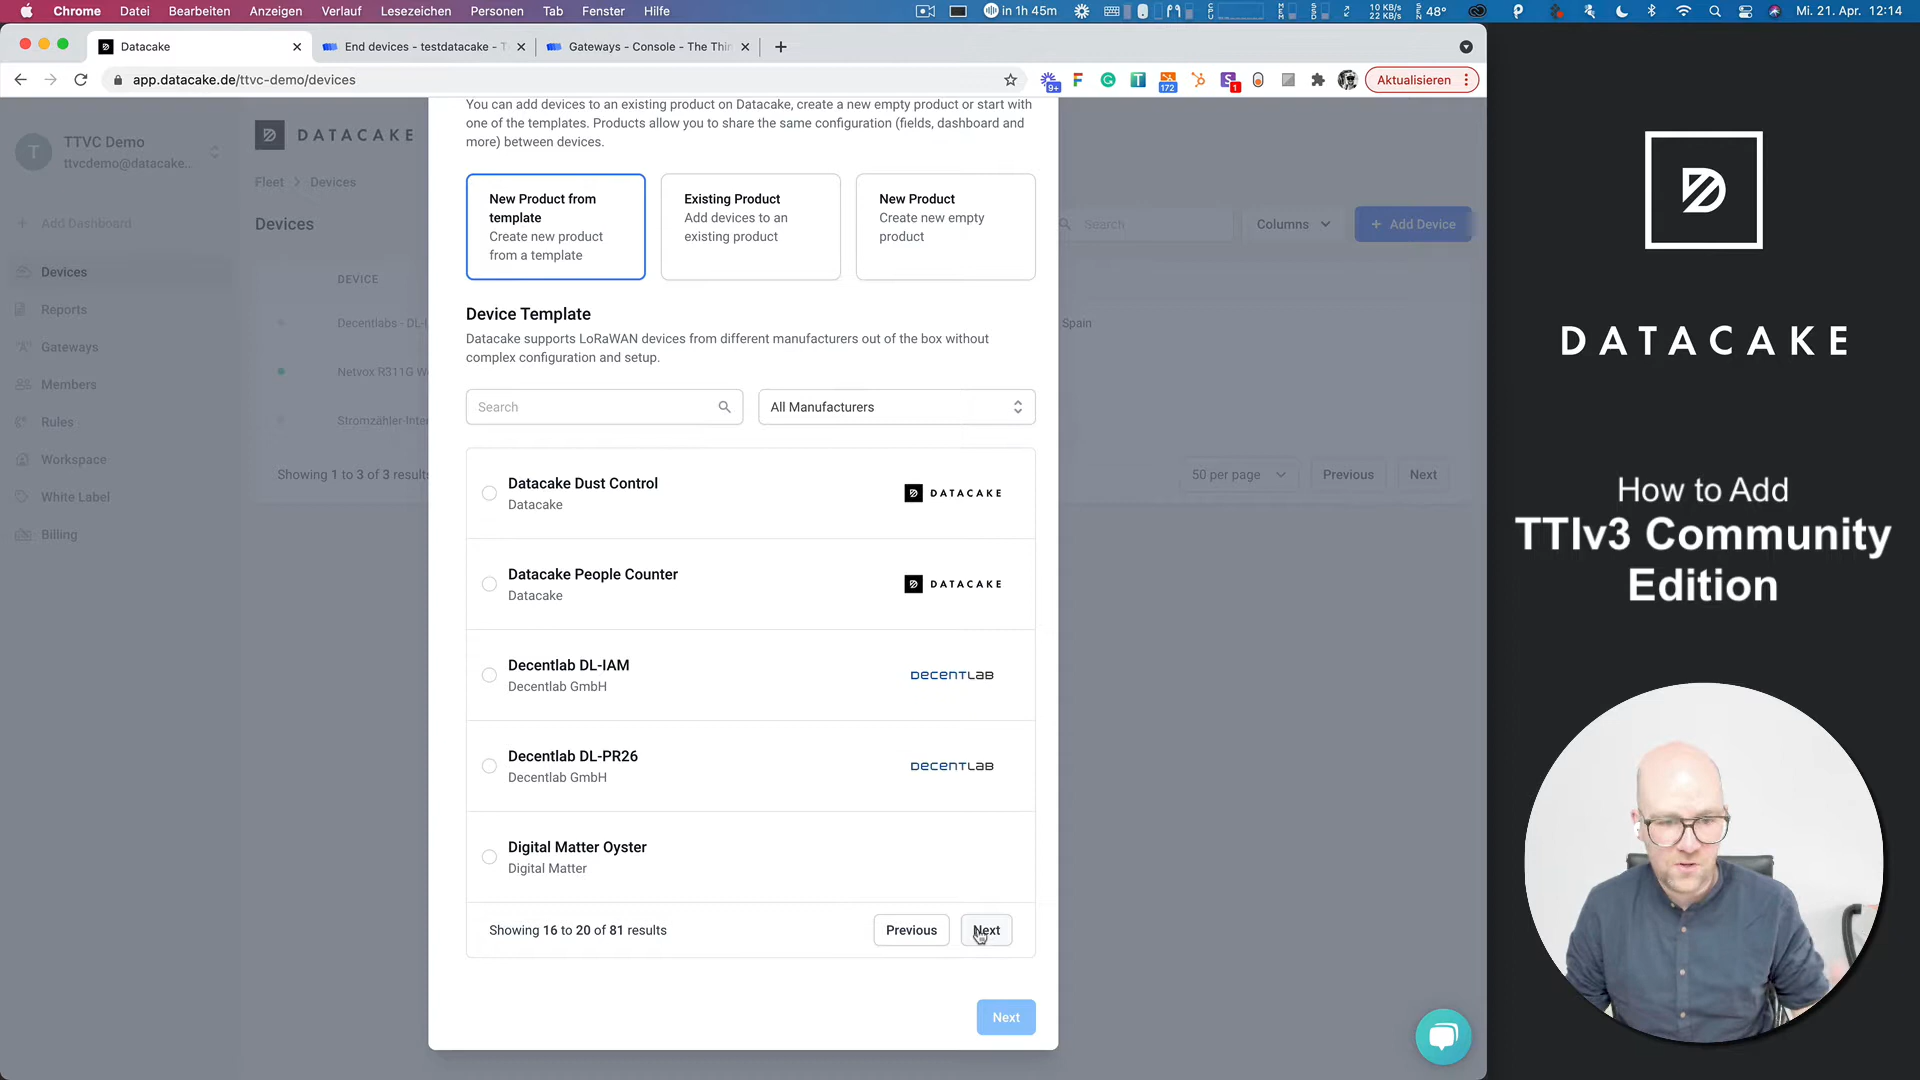 Chrome Datei Bearbeiten Anzeigen Verlauf Lesezeichen Personen Tab Fenster Hilfe
in 1h 45m
10 KB/s
22 KB/s
48°
Mi. 21. Apr. 12:14
Datacake
End devices - testdatacake - T
Gateways - Console - The Thin
app.datacake.de/ttvc-demo/devices
9+
172
1
Aktualisieren
T
TTVC Demo
ttvcdemo@datacake...
DATACAKE
Fleet > Devices
+ Add Dashboard
Devices
Search
Columns
+ Add Device
Devices
Reports
Gateways
Members
Rules
Workspace
White Label
Billing
DEVICE
Decentlabs - DL-I
Spain
Netvox R311G W
Stromzähler-Inter
Showing 1 to 3 of 3 results
50 per page
Previous
Next
You can add devices to an existing product on Datacake, create a new empty product or start with
one of the templates. Products allow you to share the same configuration (fields, dashboard and
more) between devices.
New Product from
template
Create new product
from a template
Existing Product
Add devices to an
existing product
New Product
Create new empty
product
Device Template
Datacake supports LoRaWAN devices from different manufacturers out of the box without
complex configuration and setup.
Search
All Manufacturers
Datacake Dust Control
Datacake
DATACAKE
Datacake People Counter
Datacake
DATACAKE
Decentlab DL-IAM
Decentlab GmbH
DECENTLAB
Decentlab DL-PR26
Decentlab GmbH
DECENTLAB
Digital Matter Oyster
Digital Matter
Showing 16 to 20 of 81 results
Previous
Next
Next
DATACAKE
How to Add
TTIv3 Community
Edition